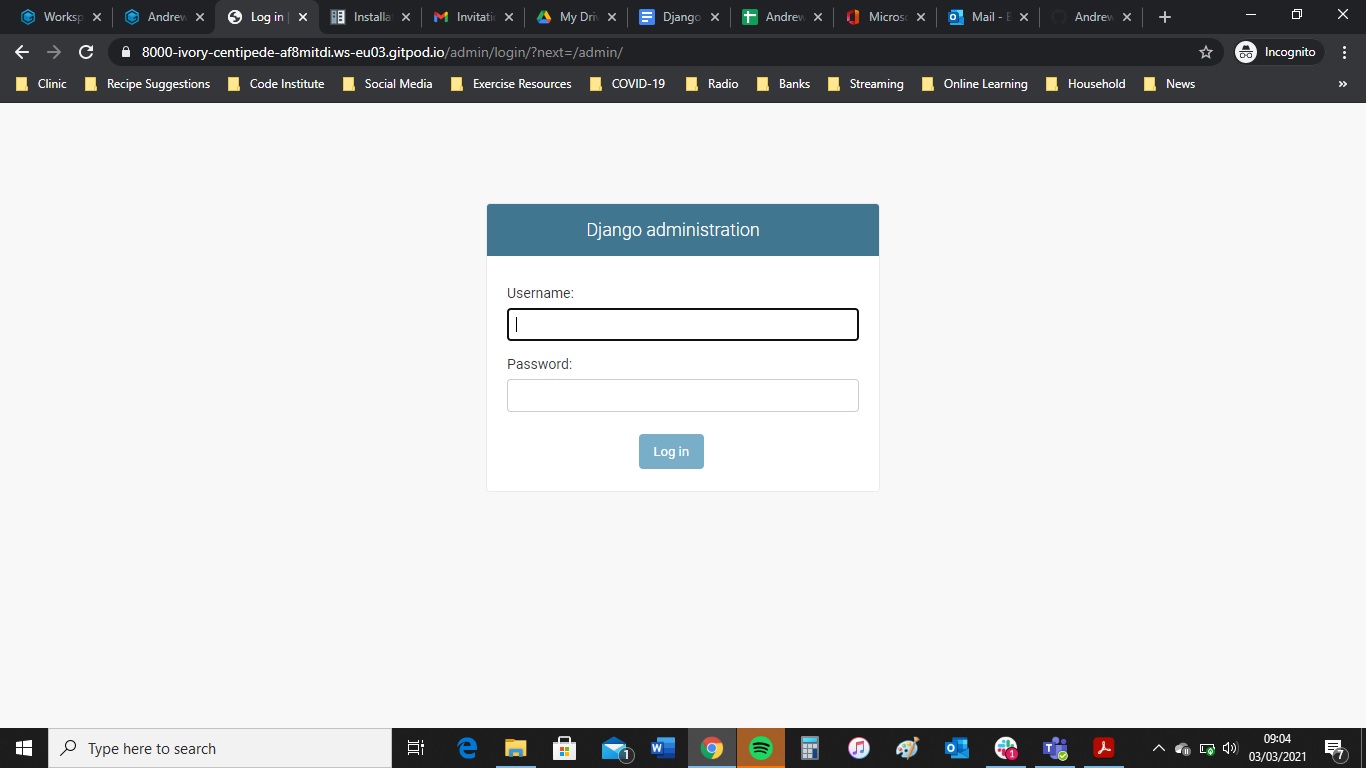 Worksp
Andrew
Log in
Installa
Invitatio
My Driv
Django
Andrew
Micros
Mail - E
Andrew
8000-ivory-centipede-af8mitdi.ws-eu03.gitpod.io/admin/login/?next=/admin/
Incognito
Clinic
Recipe Suggestions
Code Institute
Social Media
Exercise Resources
COVID-19
Radio
Banks
Streaming
Online Learning
Household
News
»
Django administration
Username:
Password:
Log in
Type here to search
1
1
09:04
03/03/2021
7